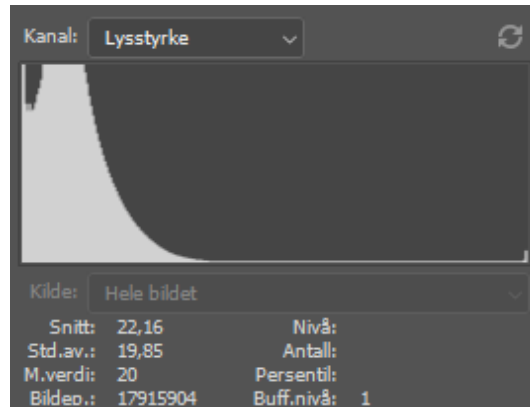 Kanal: Lysstyrke
Kilde: Hele bildet
Snitt: 22,16 Nivå:
Std.av.: 19,85 Antall:
M.verdi: 20 Persentil:
Bildep.: 17915904 Buff.nivå: 1